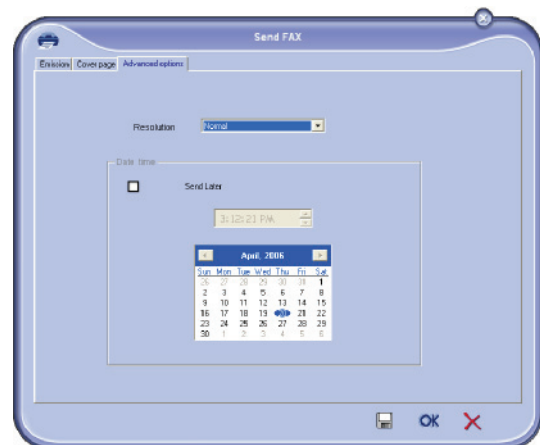 Send FAX
Emission Cover page Advanced options
Resolution Normal
Date time
Send Later
3:12:21 PM
April, 2006
Sun Mon Tue Wed Thu Fri Sat
26 27 28 29 30 31 1
2 3 4 5 6 7 8
9 10 11 12 13 14 15
16 17 18 19 21 22
23 24 25 26 27 28 29
30 1 2 3 4 5 6
OK